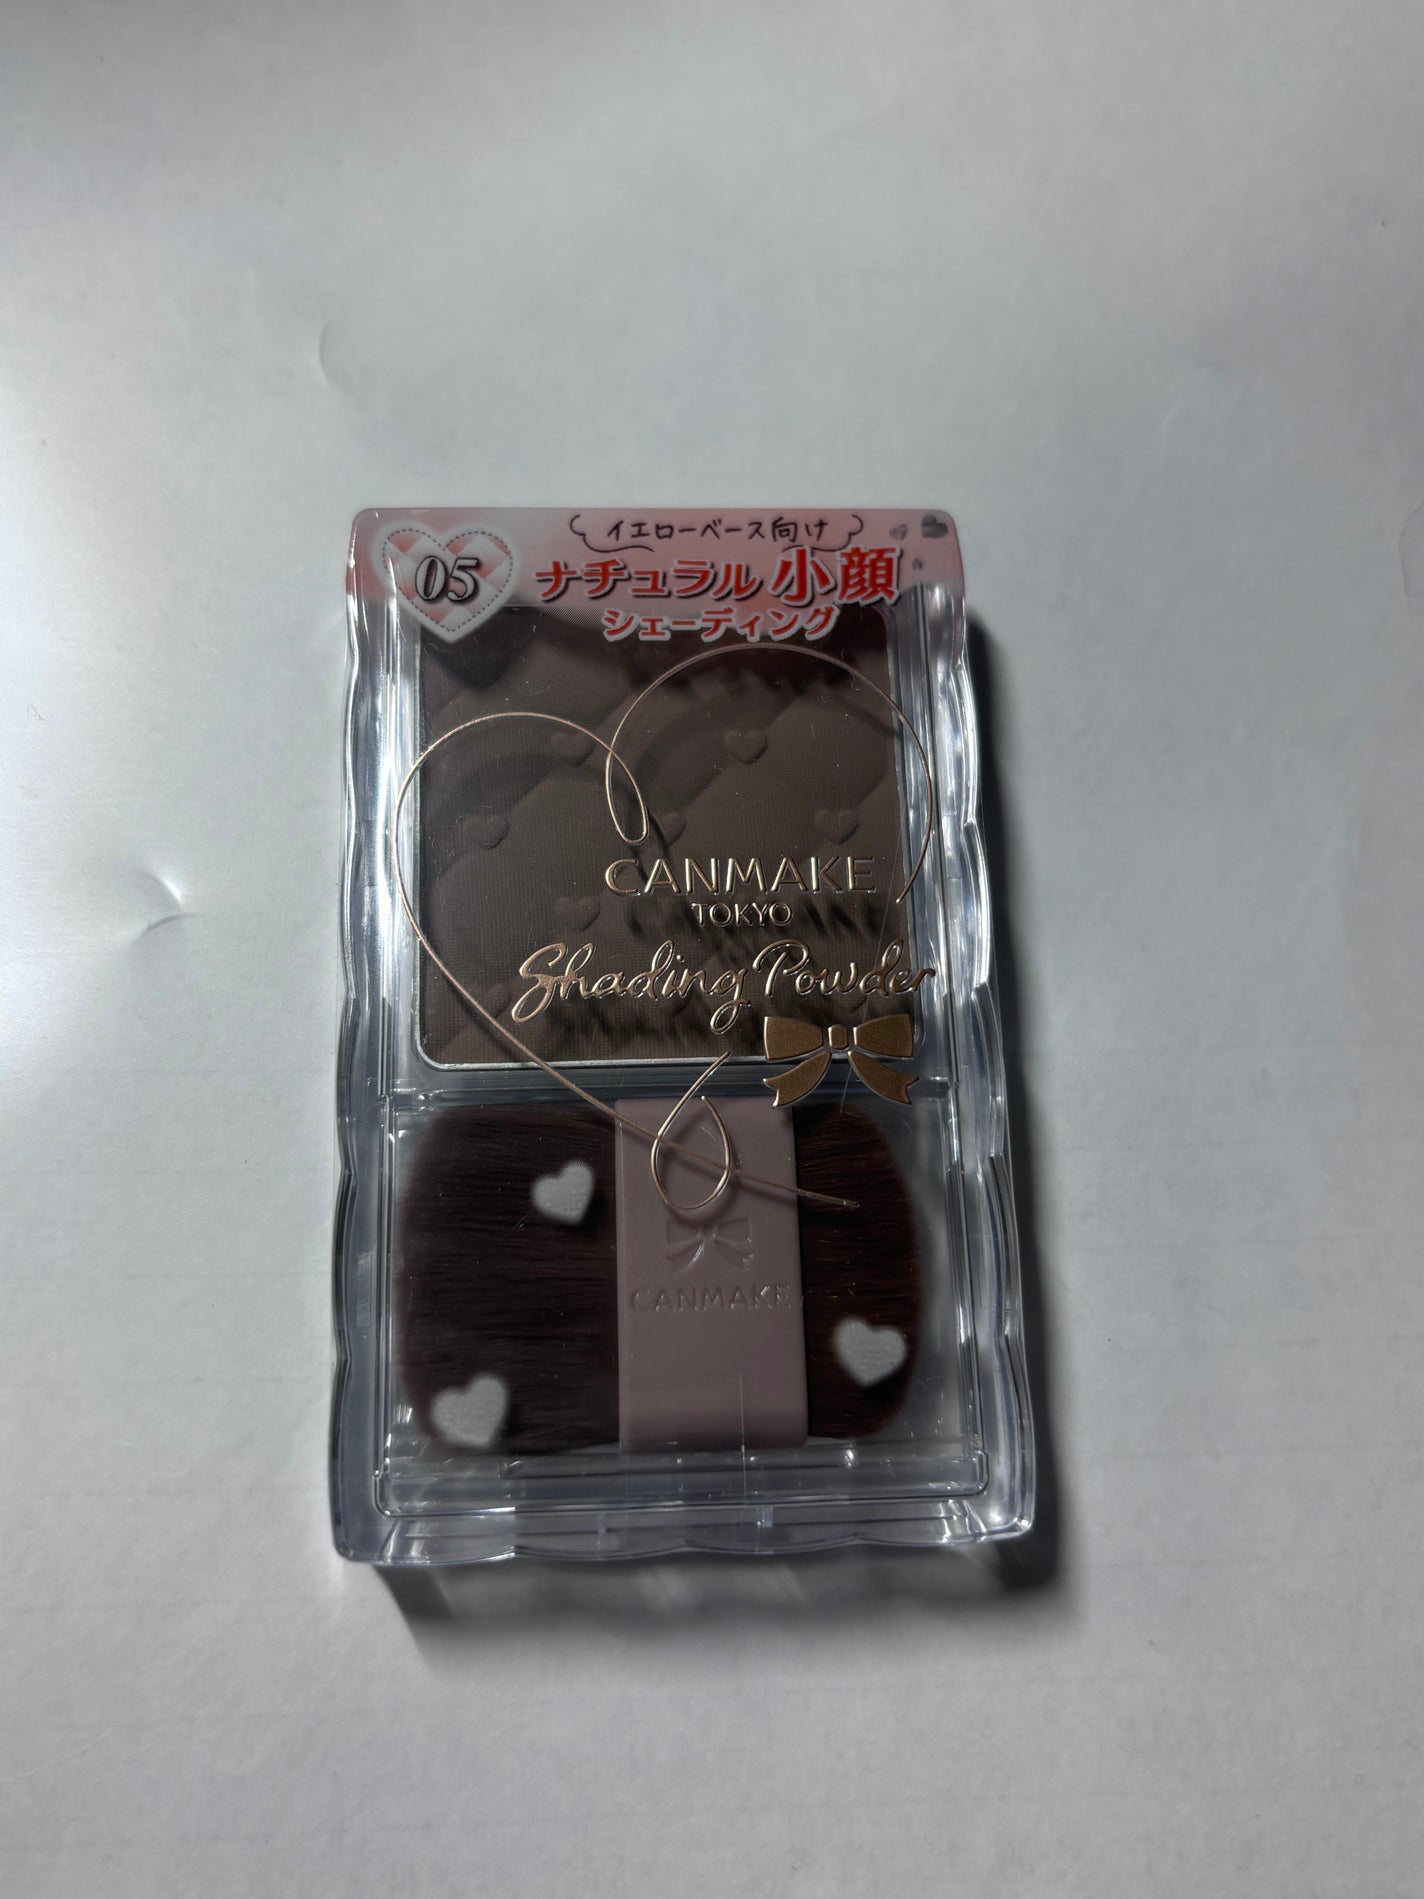 05
イエローベース向け
ナチュラル小顔
シェーディング
CANMAKE
TOKYO
Shading Powder
CANMAKE